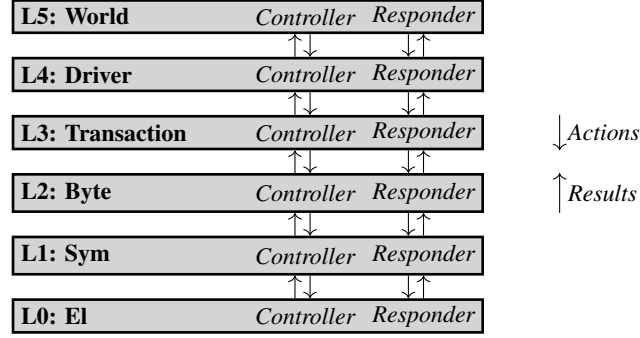 L5: World Controller Responder
L4: Driver Controller Responder
L3: Transaction Controller Responder
Actions
L2: Byte Controller Responder
Results
L1: Sym Controller Responder
L0: El Controller Responder